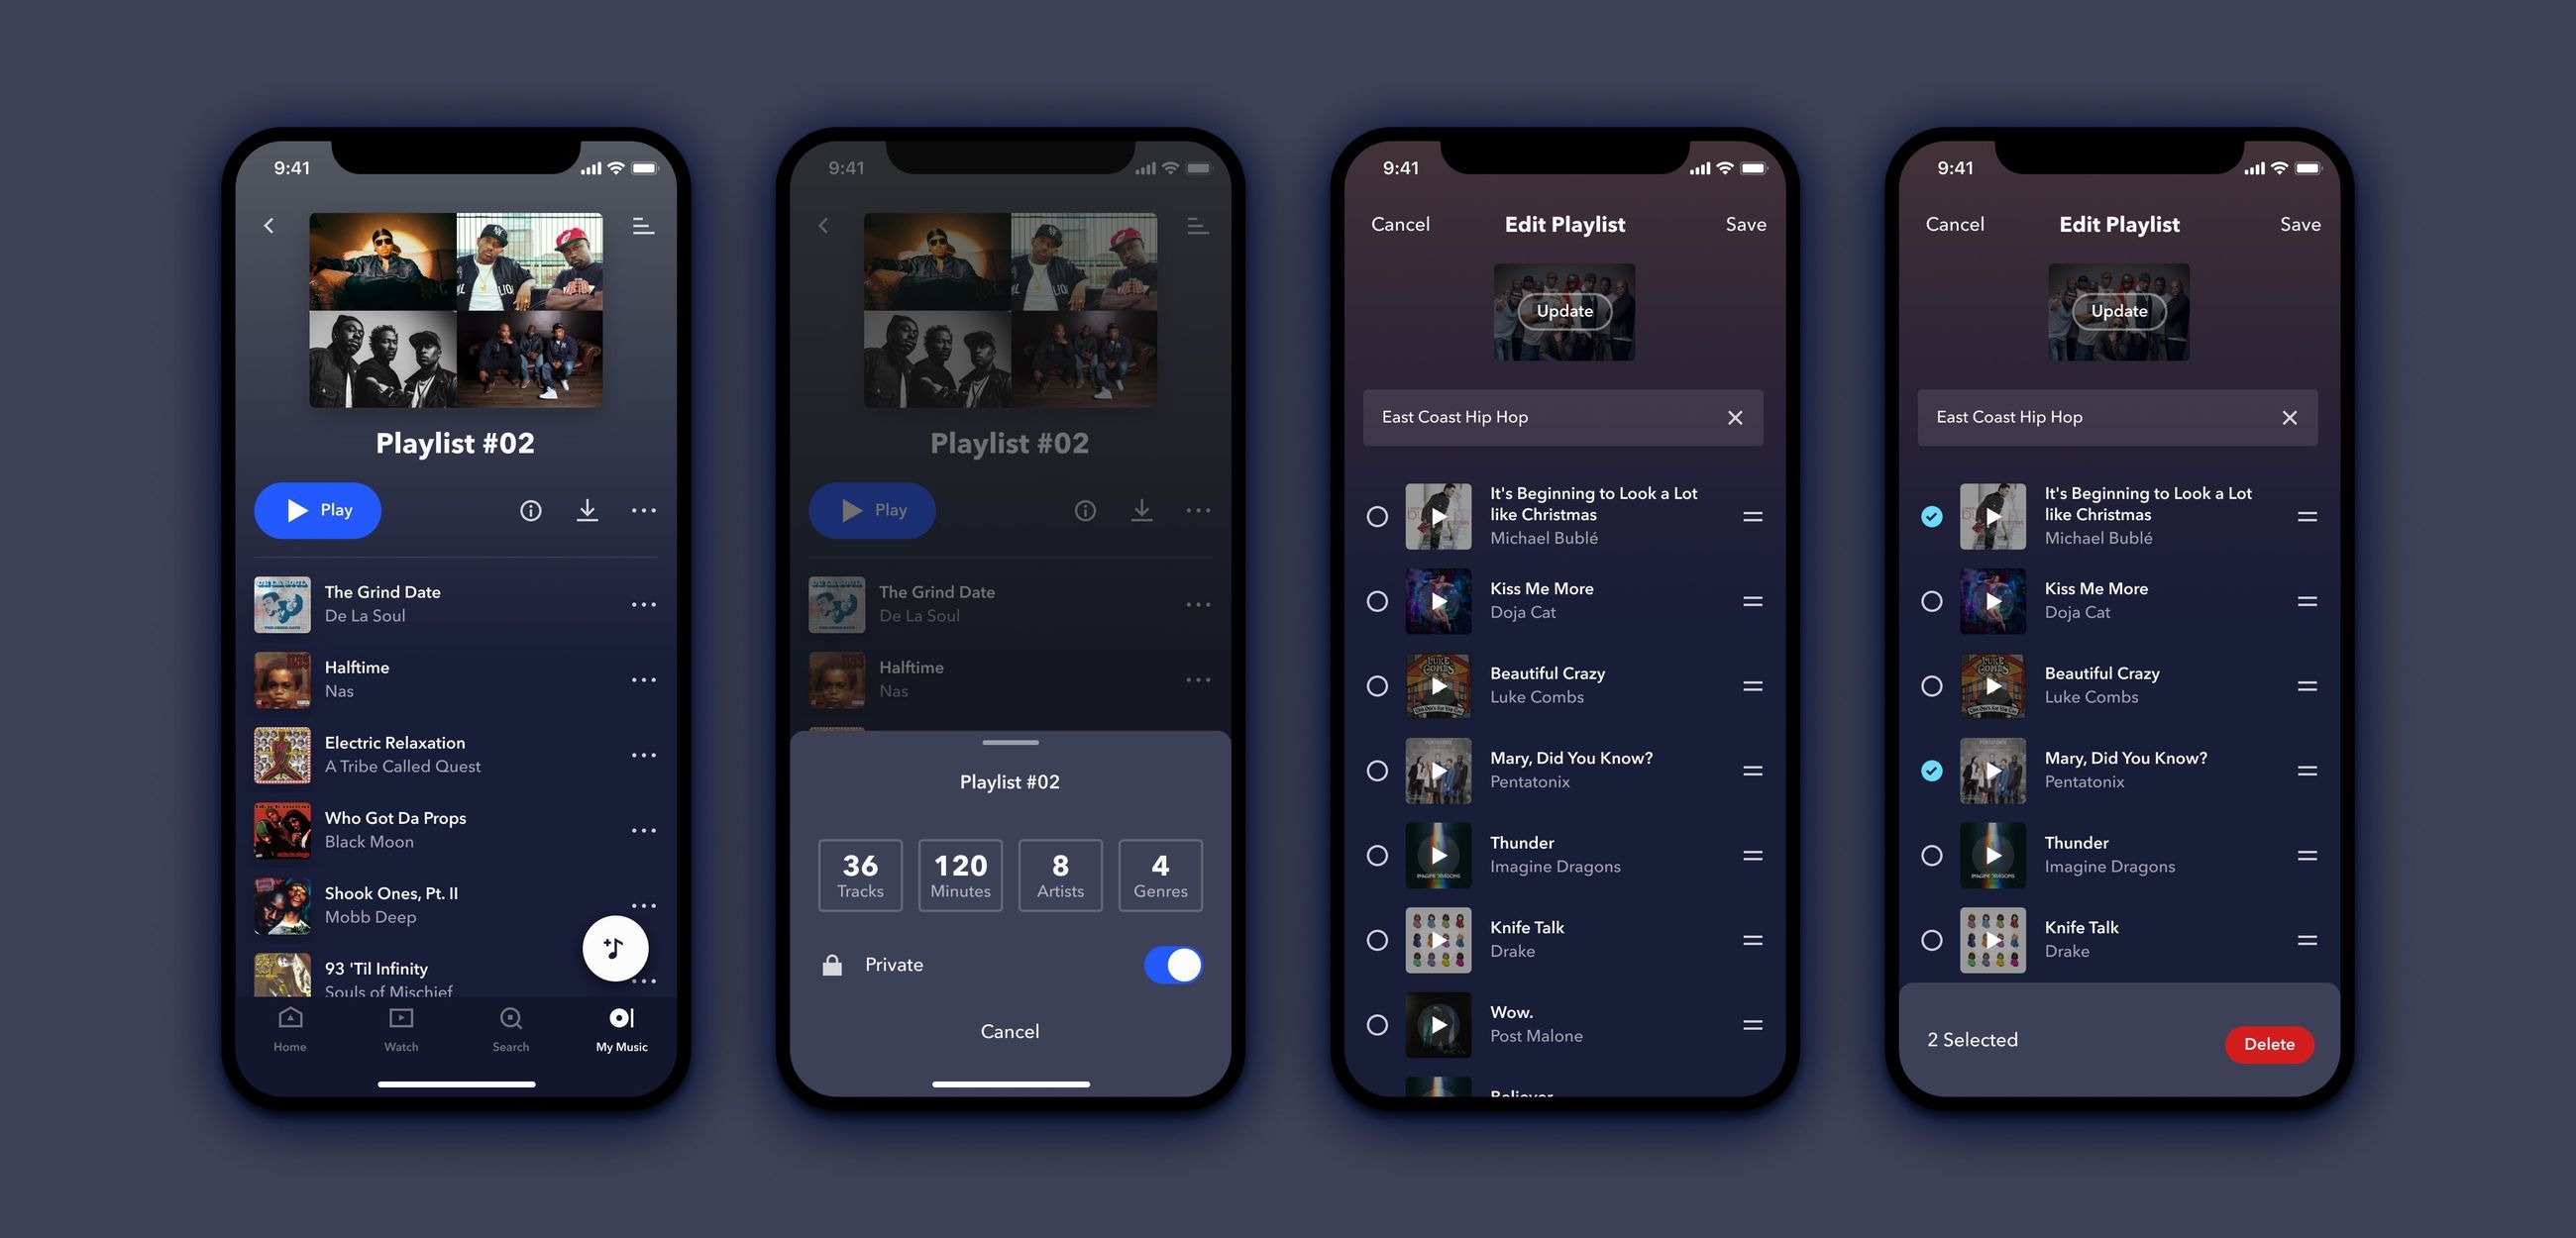 9:41
Playlist #02
Play
The Grind Date
De La Soul
Halftime
Nas
Electric Relaxation
A Tribe Called Quest
Who Got Da Props
Black Moon
Shook Ones, Pt. II
Mobb Deep
93 'Til Infinity
Souls of Mischief
Home
Watch
Search
My Music
9:41
Playlist #02
Play
The Grind Date
De La Soul
Halftime
Nas
Playlist #02
36
Tracks
120
Minutes
8
Artists
4
Genres
Private
Cancel
9:41
Cancel
Edit Playlist
Save
Update
East Coast Hip Hop
It's Beginning to Look a Lot
like Christmas
Michael Bublé
Kiss Me More
Doja Cat
Beautiful Crazy
Luke Combs
Mary, Did You Know?
Pentatonix
Thunder
Imagine Dragons
Knife Talk
Drake
Wow.
Post Malone
Believer
9:41
Cancel
Edit Playlist
Save
Update
East Coast Hip Hop
It's Beginning to Look a Lot
like Christmas
Michael Bublé
Kiss Me More
Doja Cat
Beautiful Crazy
Luke Combs
Mary, Did You Know?
Pentatonix
Thunder
Imagine Dragons
Knife Talk
Drake
2 Selected
Delete